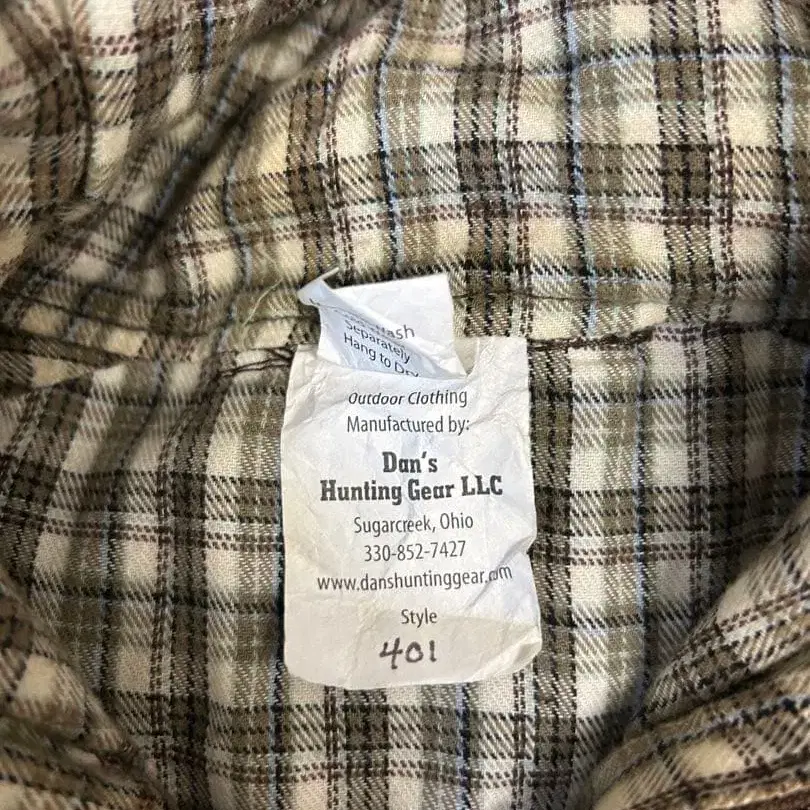 Wash
Separately
Hang to Dry
Outdoor Clothing
Manufactured by:
Dan's
Hunting Gear LLC
Sugarcreek, Ohio
330-852-7427
www.danshuntinggear.com
Style
401